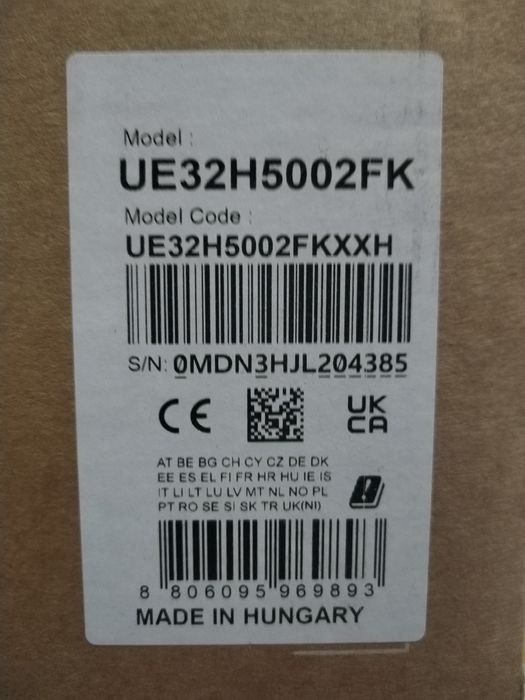 Model :
UE32H5002FK
Model Code :
UE32H5002FKXXH
S/N: 0MDN3HJL204385
CE
UK
CA
AT BE BG CH CY CZ DE DK
EE ES EL FI FR HR HU IE IS
IT LI LT LU LV MT NL NO PL
PT RO SE SI SK TR UK(NI)
8 806095 969893
MADE IN HUNGARY